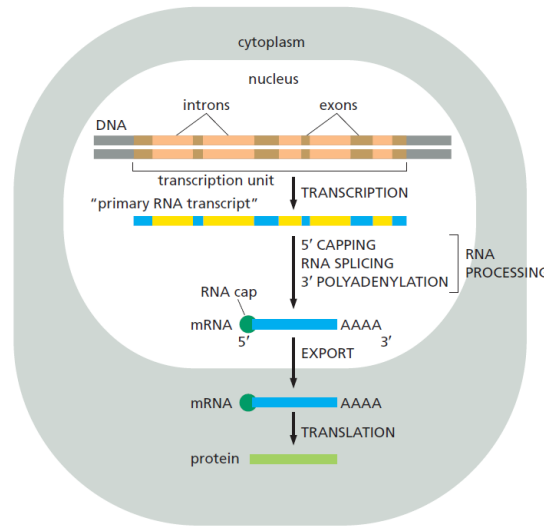 cytoplasm
nucleus
introns
exons
DNA
transcription unit
TRANSCRIPTION
“primary RNA transcript”
5′ CAPPING
RNA SPLICING
3′ POLYADENYLATION
RNA
PROCESSING
RNA cap
mRNA
AAAA
5′
3′
EXPORT
mRNA
AAAA
TRANSLATION
protein